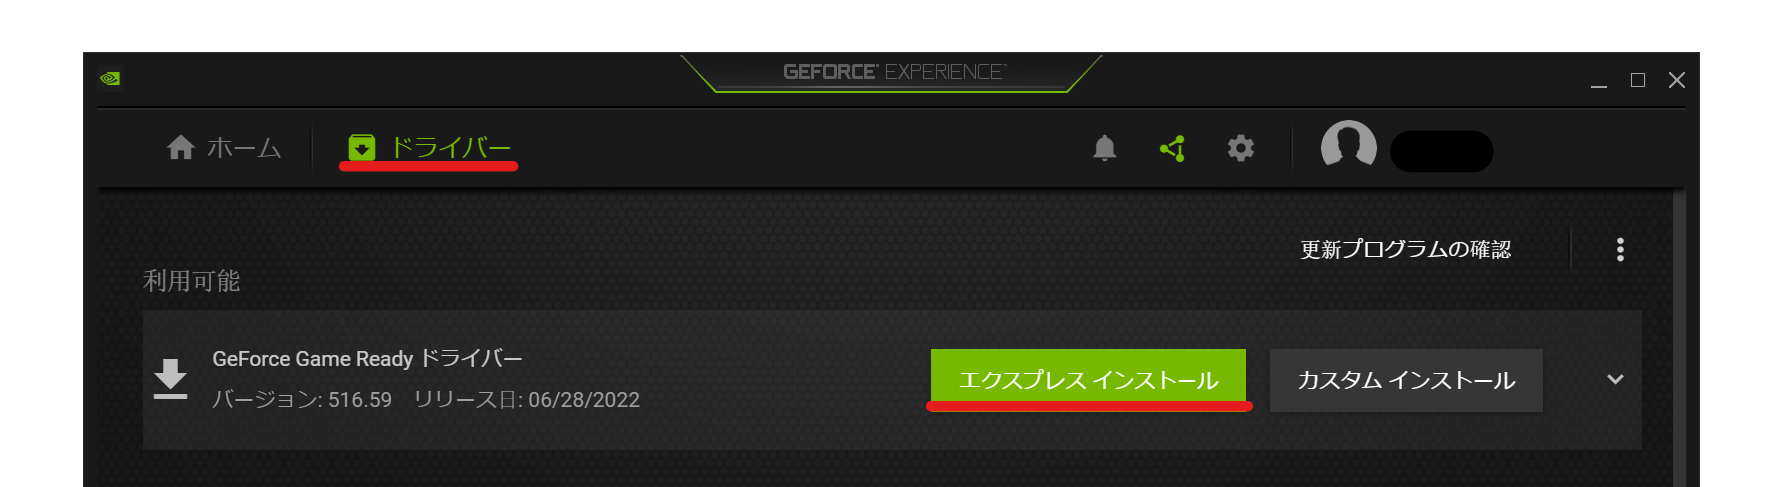 GEFORCE EXPERIENCE
ホーム ドライバー
更新プログラムの確認
利用可能
GeForce Game Ready ドライバー
バージョン: 516.59 リリース日: 06/28/2022
エクスプレス インストール カスタム インストール